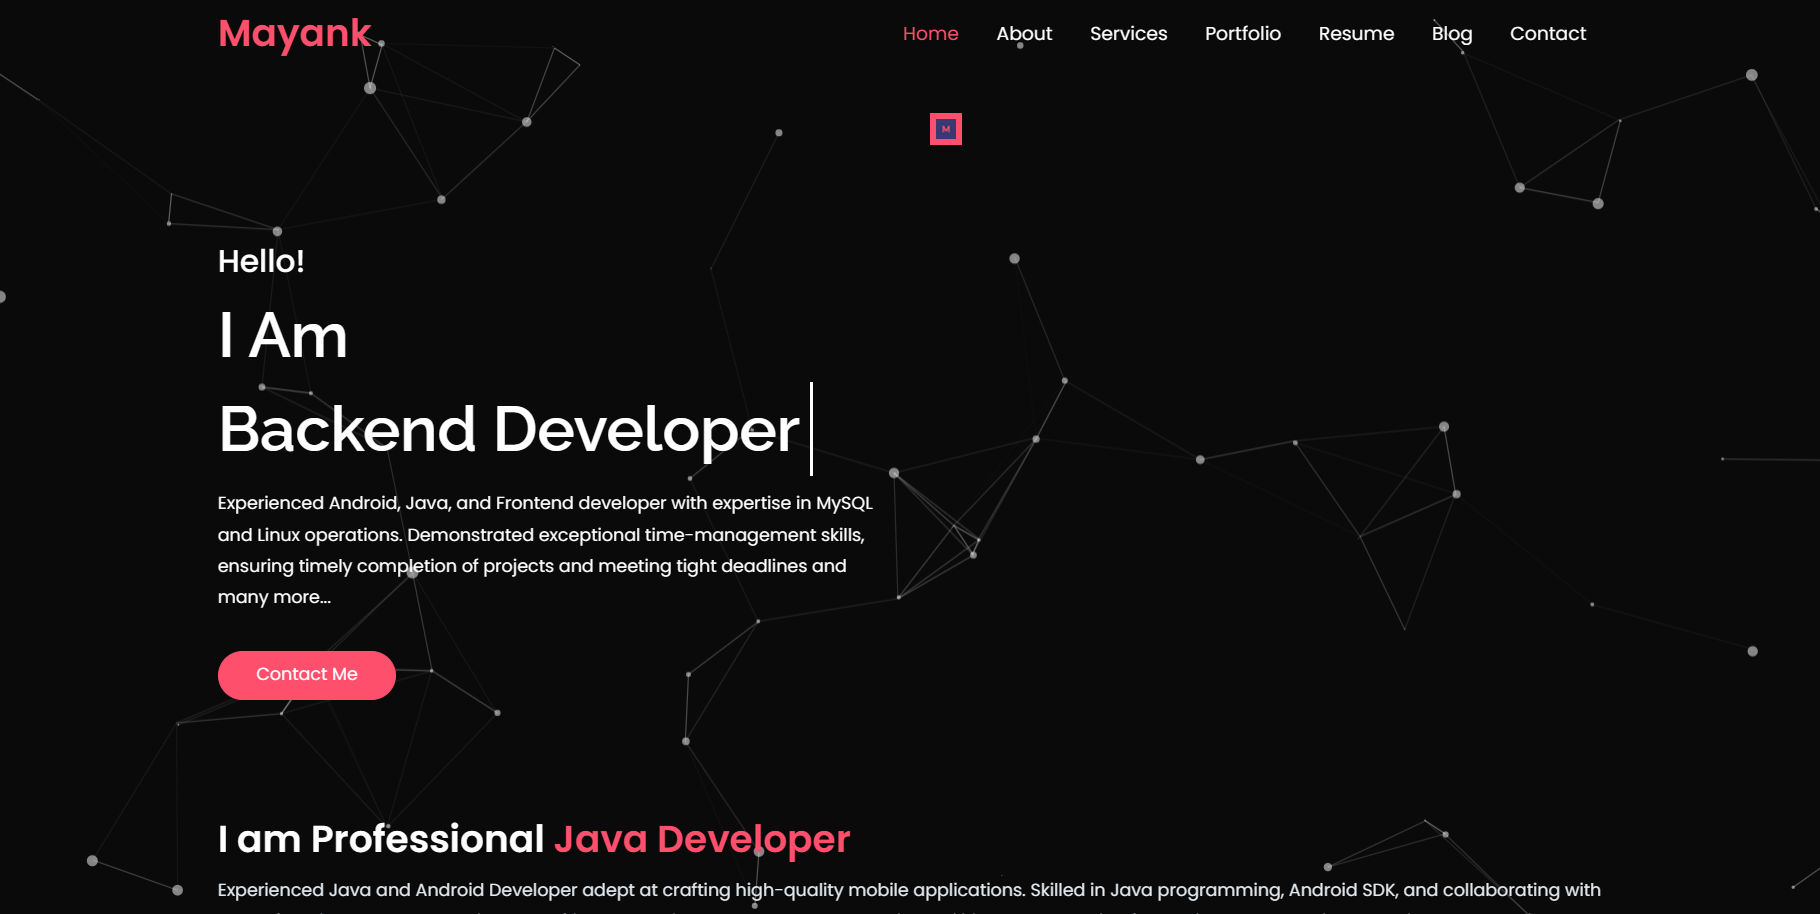 Mayank
Home About Services Portfolio Resume Blog Contact
M
Hello!
I Am
Backend Developer
Experienced Android, Java, and Frontend developer with expertise in MySQL
and Linux operations. Demonstrated exceptional time-management skills,
ensuring timely completion of projects and meeting tight deadlines and
many more...
Contact Me
I am Professional Java Developer
Experienced Java and Android Developer adept at crafting high-quality mobile applications. Skilled in Java programming, Android SDK, and collaborating with